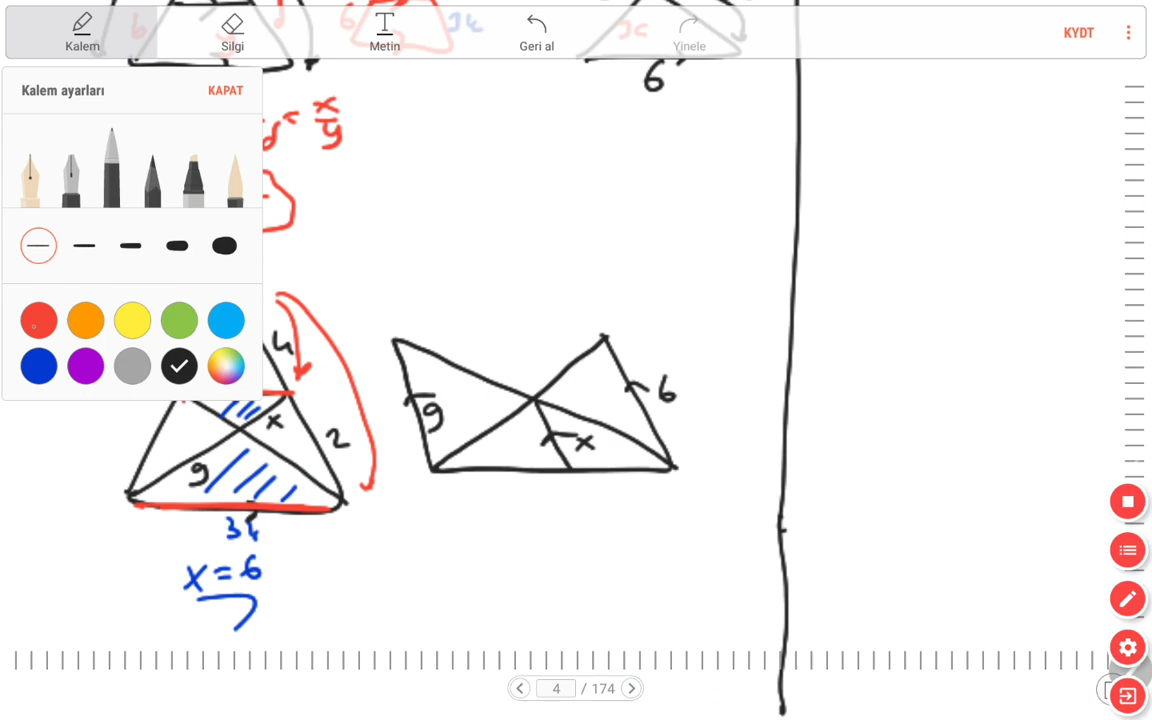 Kalem
Silgi
Metin
Geri al
Yinele
KYDT
Kalem ayarları
KAPAT
6
x/y
4
x
2
9
3k
x = 6
9
x
6
4 / 174